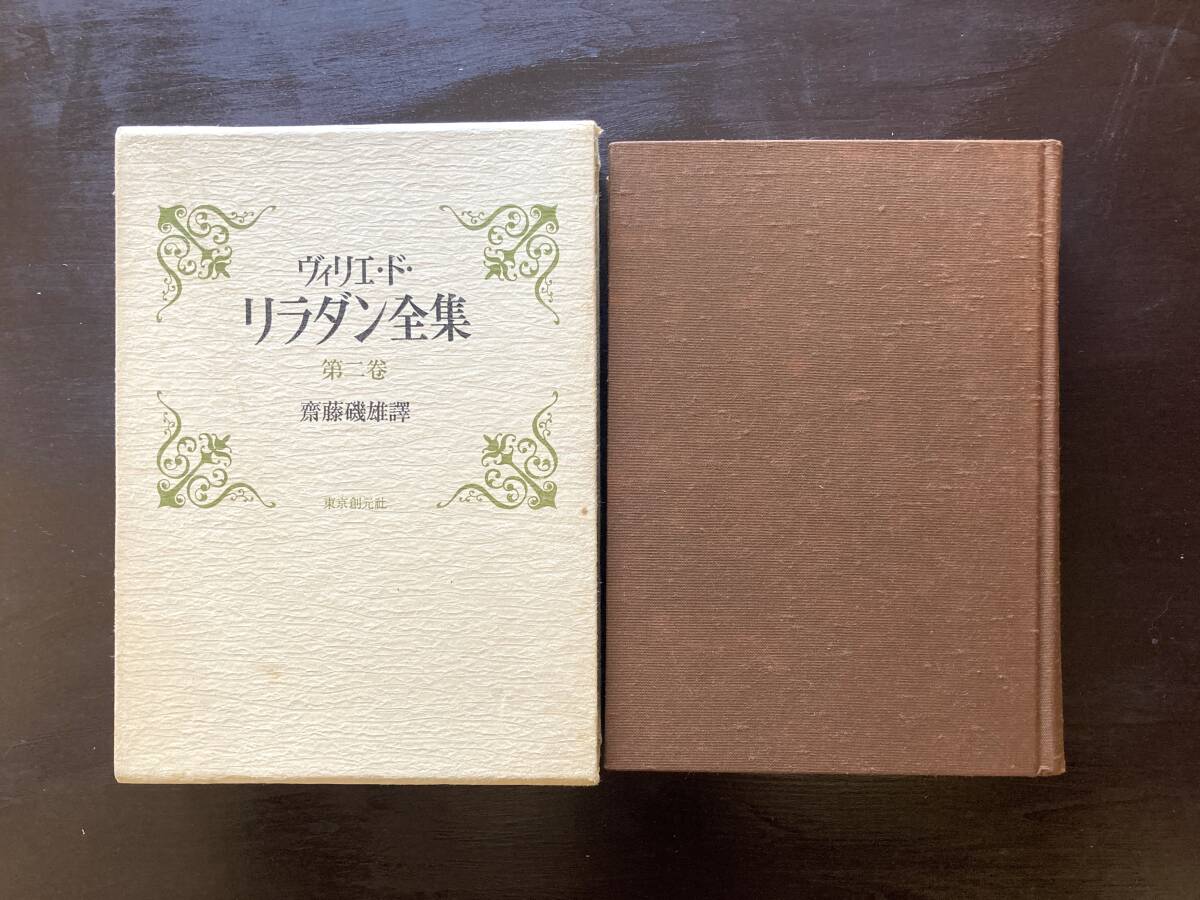 ヴィリエ・ド・
リラダン全集
第二卷
齋藤磯雄譯
東京創元社